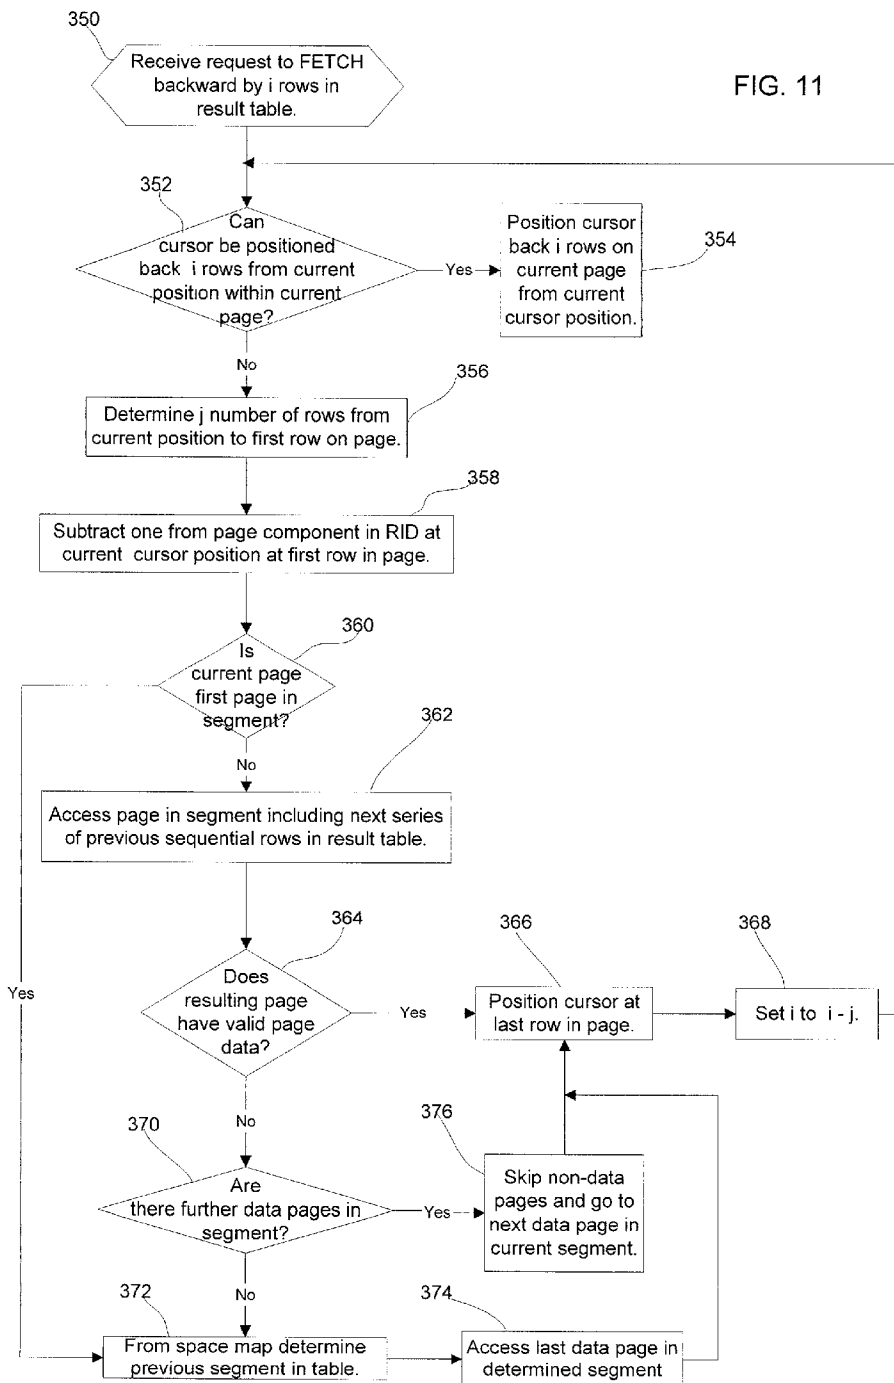 350
Receive request to FETCH
backward by i rows in
result table.
FIG. 11
352
Can
cursor be positioned
back i rows from current
position within current
page?
Yes
Position cursor
back i rows on
current page
from current
cursor position.
354
No
356
Determine j number of rows from
current position to first row on page.
358
Subtract one from page component in RID at
current cursor position at first row in page.
360
Is
current page
first page in
segment?
362
No
Access page in segment including next series
of previous sequential rows in result table.
364
Does
resulting page
have valid page
data?
Yes
Yes
366
Position cursor at
last row in page.
368
Set i to i - j.
No
370
Are
there further data pages in
segment?
Yes
376
Skip non-data
pages and go to
next data page in
current segment.
No
372
From space map determine
previous segment in table.
374
Access last data page in
determined segment